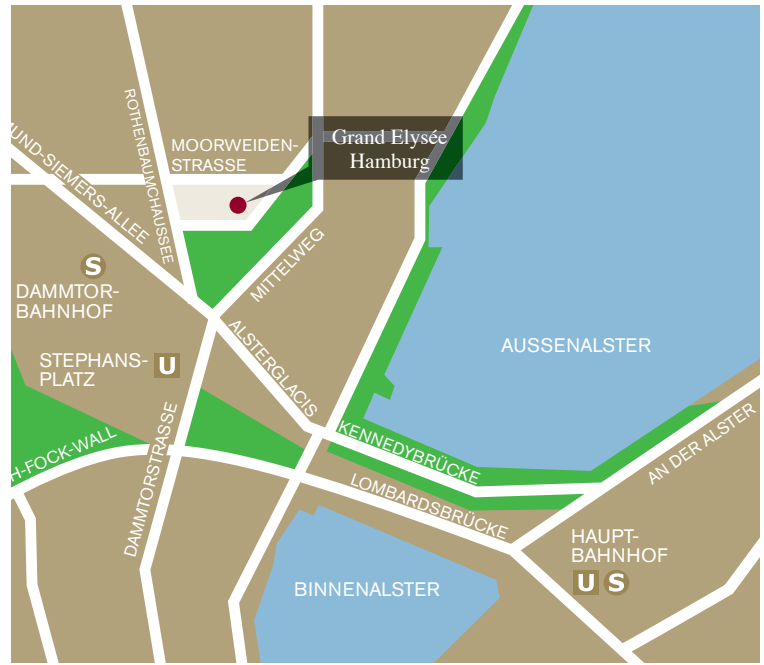 ROTHENBAUMCHAUSSEE
MOORWEIDEN-
STRASSE
Grand Elysée
Hamburg
MUND-SIEMERS-ALLEE
S
DAMMTOR-
BAHNHOF
MITTELWEG
STEPHANS-
PLATZ
U
ALSTERGLACIS
AUSSENALSTER
H-FOCK-WALL
DAMMTORSTRASSE
KENNEDYBRÜCKE
AN DER ALSTER
LOMBARDSBRÜCKE
HAUPT-
BAHNHOF
U S
BINNENALSTER